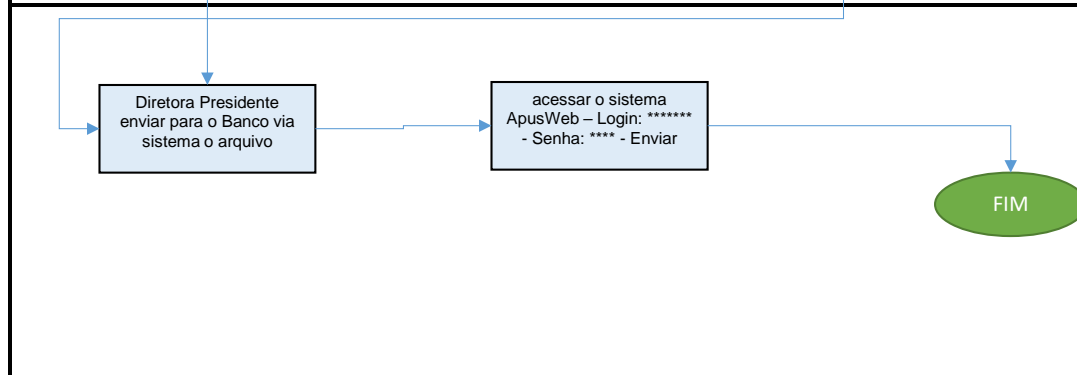 Diretora Presidente
enviar para o Banco via
sistema o arquivo
acessar o sistema
ApusWeb – Login: *******
- Senha: **** - Enviar
FIM